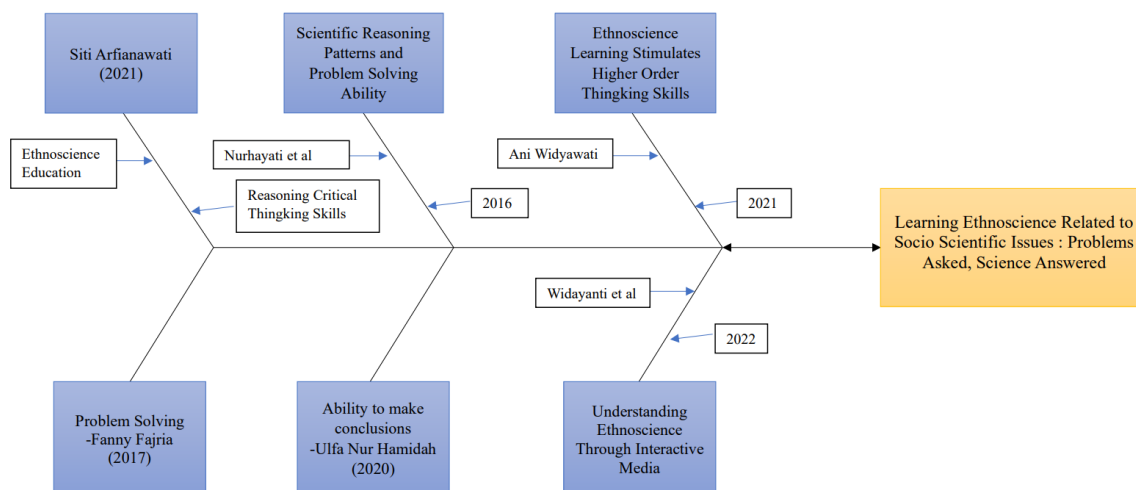 Siti Arfianawati
(2021)
Scientific Reasoning
Patterns and
Problem Solving
Ability
Ethnoscience
Learning Stimulates
Higher Order
Thingking Skills
Ethnoscience
Education
Nurhayati et al
Ani Widyawati
Reasoning Critical
Thingking Skills
2016
2021
Learning Ethnoscience Related to
Socio Scientific Issues : Problems
Asked, Science Answered
Widayanti et al
2022
Problem Solving
-Fanny Fajria
(2017)
Ability to make
conclusions
-Ulfa Nur Hamidah
(2020)
Understanding
Ethnoscience
Through Interactive
Media